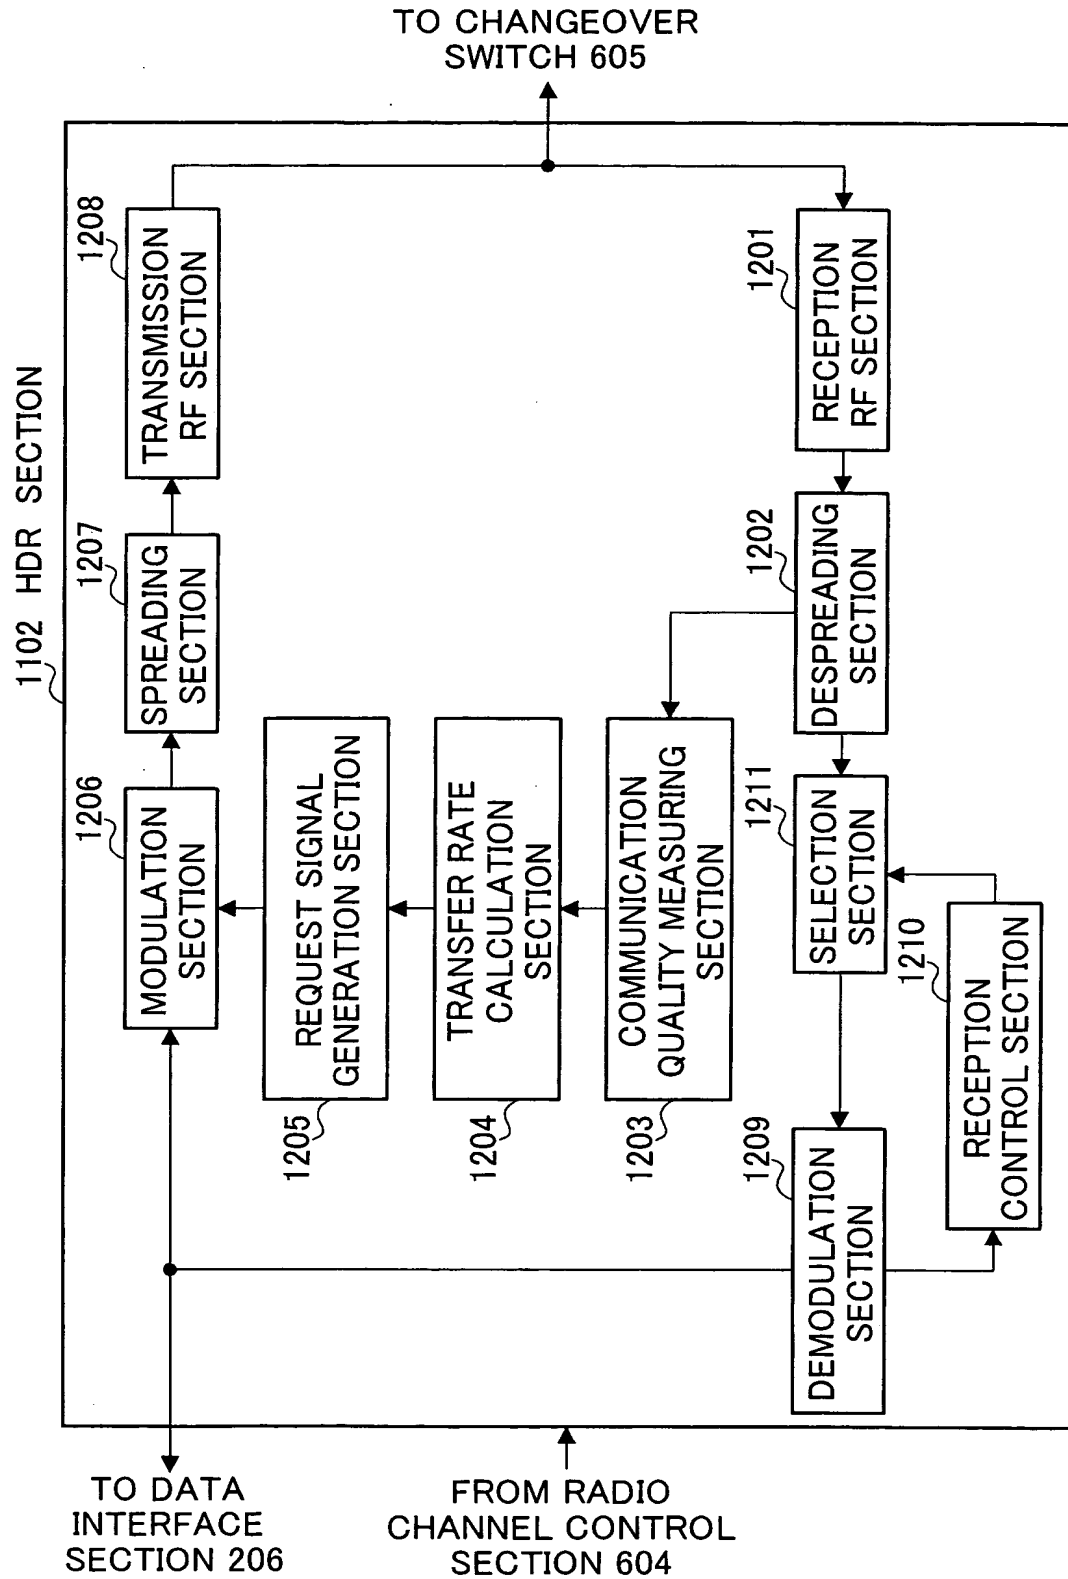 TO CHANGEOVER
SWITCH 605
1102 HDR SECTION
1208
TRANSMISSION
RF SECTION
1207
SPREADING
SECTION
1206
MODULATION
SECTION
1205
REQUEST SIGNAL
GENERATION SECTION
1204
TRANSFER RATE
CALCULATION
SECTION
1203
COMMUNICATION
QUALITY MEASURING
SECTION
1201
RECEPTION
RF SECTION
1202
DESPREADING
SECTION
1211
SELECTION
SECTION
1210
RECEPTION
CONTROL SECTION
1209
DEMODULATION
SECTION
TO DATA
INTERFACE
SECTION 206
FROM RADIO
CHANNEL CONTROL
SECTION 604